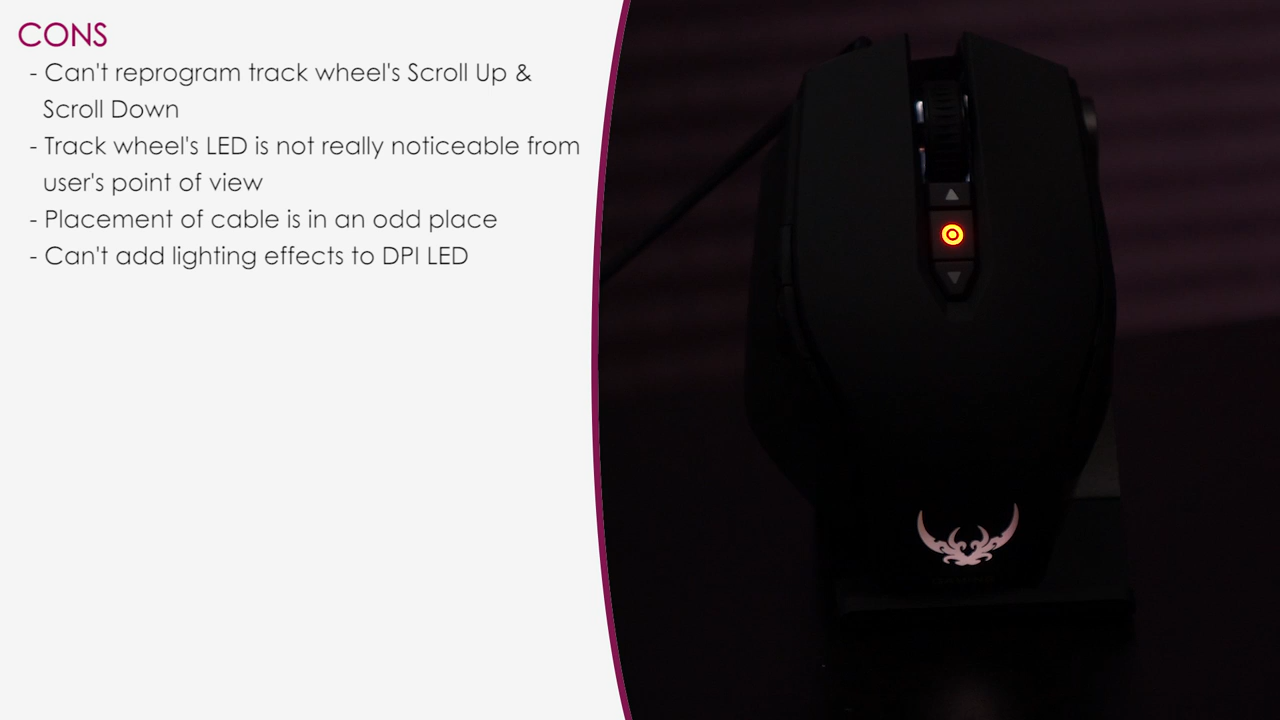 CONS
- Can't reprogram track wheel's Scroll Up &
Scroll Down
- Track wheel's LED is not really noticeable from
user's point of view
- Placement of cable is in an odd place
- Can't add lighting effects to DPI LED